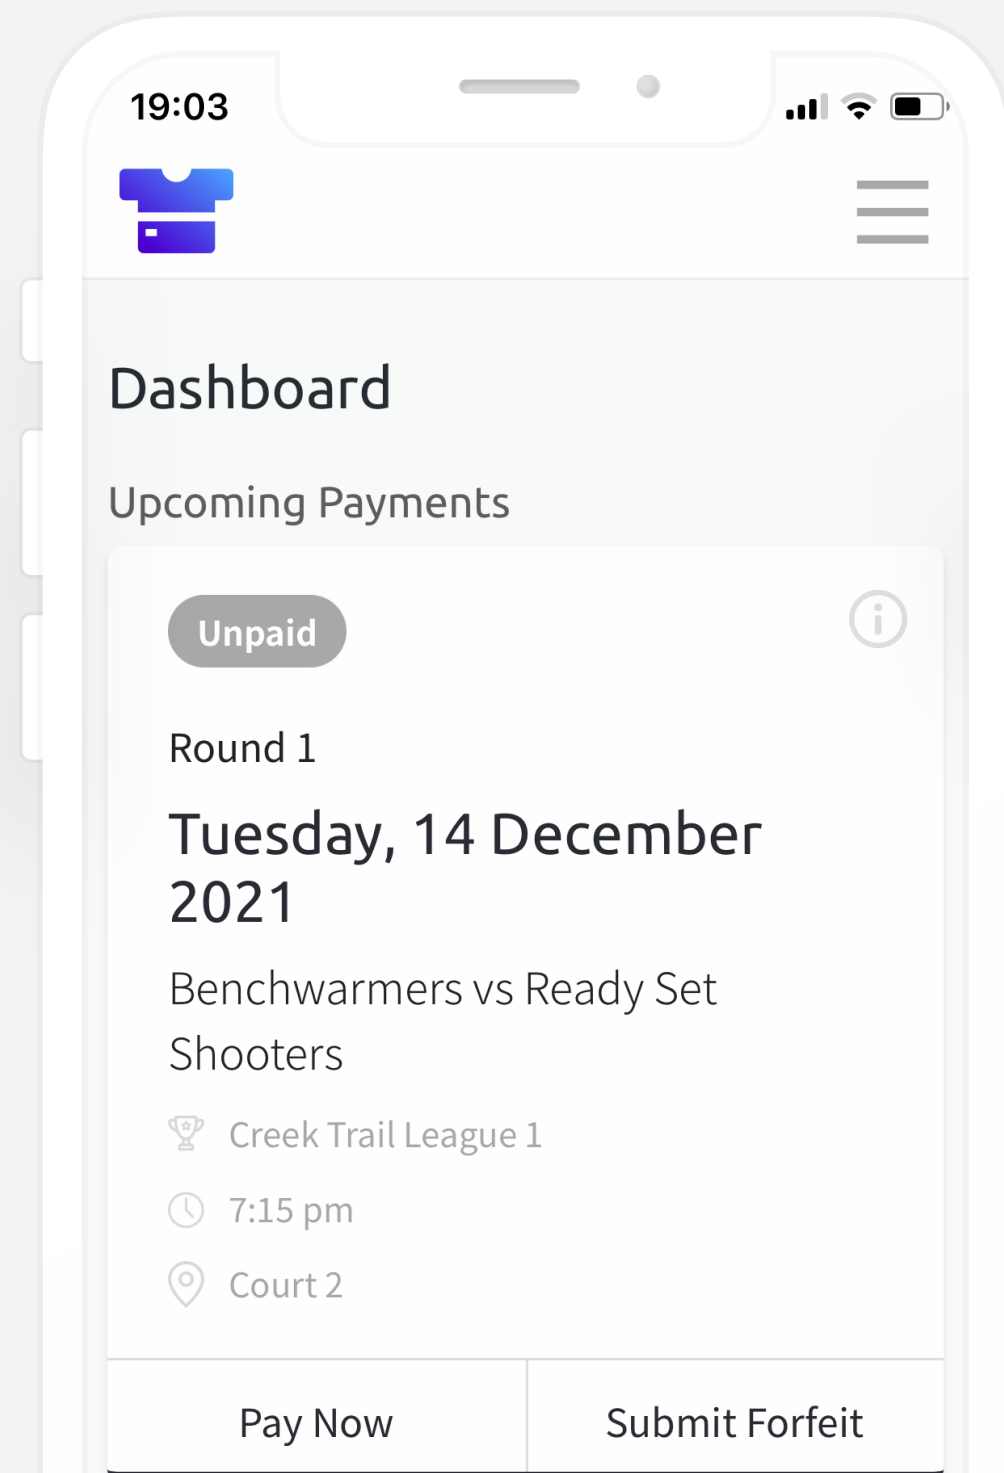 19:03
Dashboard
Upcoming Payments
Unpaid
Round 1
Tuesday, 14 December
2021
Benchwarmers vs Ready Set
Shooters
Creek Trail League 1
7:15 pm
Court 2
Pay Now
Submit Forfeit